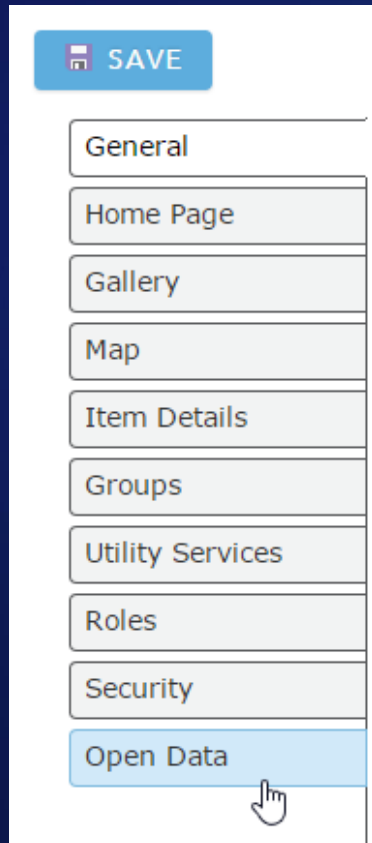 SAVE
General
Home Page
Gallery
Map
Item Details
Groups
Utility Services
Roles
Security
Open Data